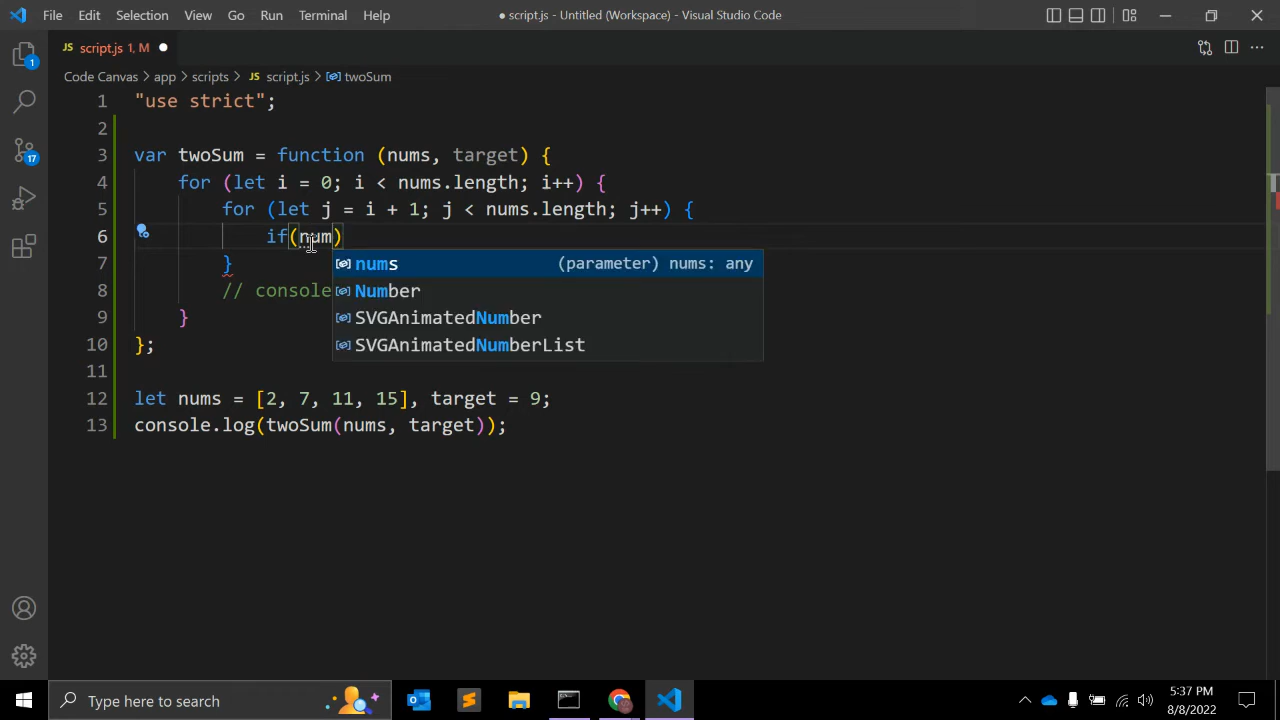 File Edit Selection View Go Run Terminal Help ● script.js - Untitled (Workspace) - Visual Studio Code
JS script.js 1, M ●
Code Canvas > app > scripts > JS script.js > twoSum
1 "use strict";
2
3 var twoSum = function (nums, target) {
4 for (let i = 0; i < nums.length; i++) {
5 for (let j = i + 1; j < nums.length; j++) {
6 if(num)
7 }
8 // console
9 }
10 };
11
12 let nums = [2, 7, 11, 15], target = 9;
13 console.log(twoSum(nums, target));
nums (parameter) nums: any
Number
SVGAnimatedNumber
SVGAnimatedNumberList
1
17
Type here to search
5:37 PM
8/8/2022